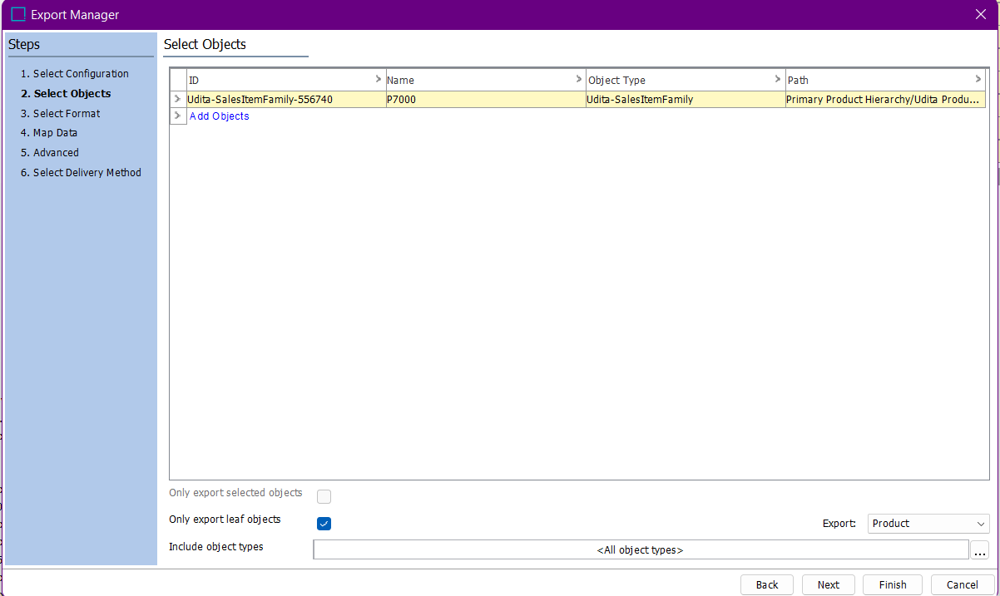 Export Manager
Steps
1. Select Configuration
2. Select Objects
3. Select Format
4. Map Data
5. Advanced
6. Select Delivery Method
Select Objects
ID Name Object Type Path
Udita-SalesItemFamily-556740 P7000 Udita-SalesItemFamily Primary Product Hierarchy/Udita Produ...
Add Objects
Only export selected objects
Only export leaf objects
Export: Product
Include object types <All object types> ...
Back Next Finish Cancel